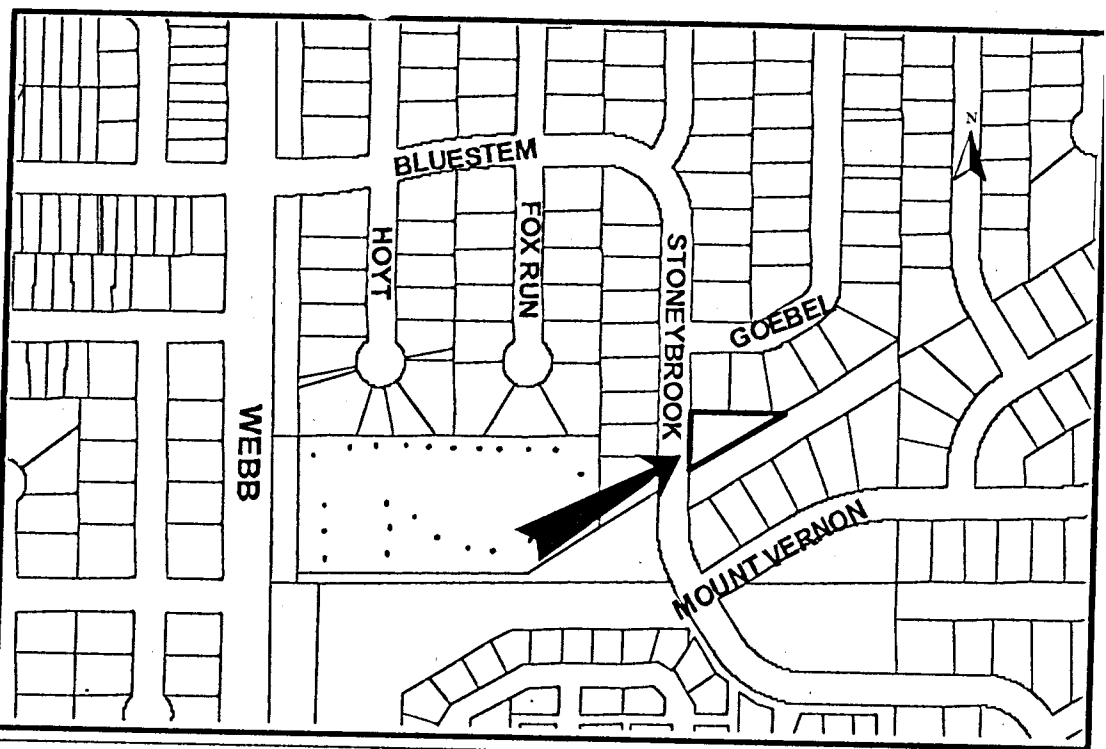 N
BLUESTEM
FOX RUN
HOYT
STONEYBROOK
GOEBEL
WEBB
MOUNT VERNON